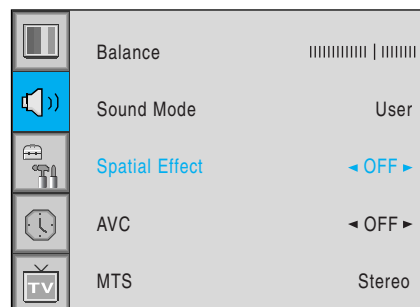 Balance
Sound Mode User
Spatial Effect ◄ OFF ►
AVC ◄ OFF ►
MTS Stereo
TV